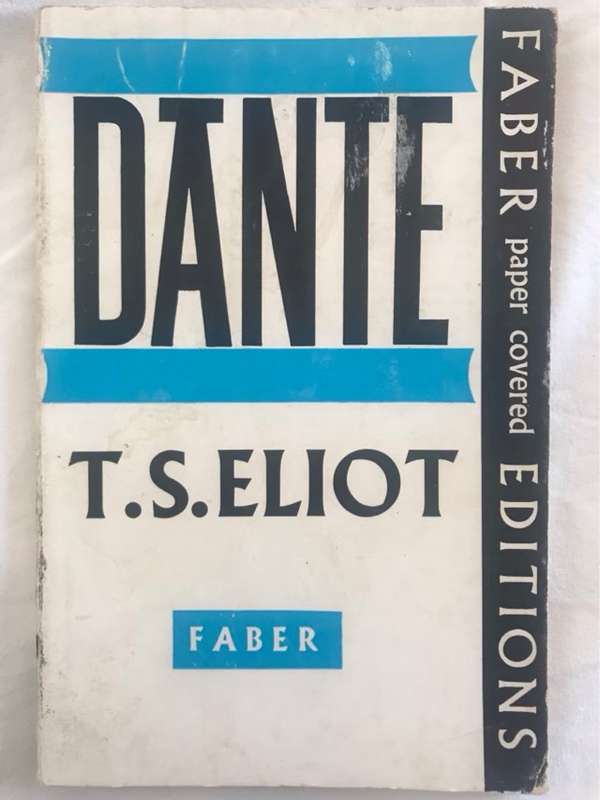 DANTE
T.S.ELIOT
FABER
FABER paper covered EDITIONS